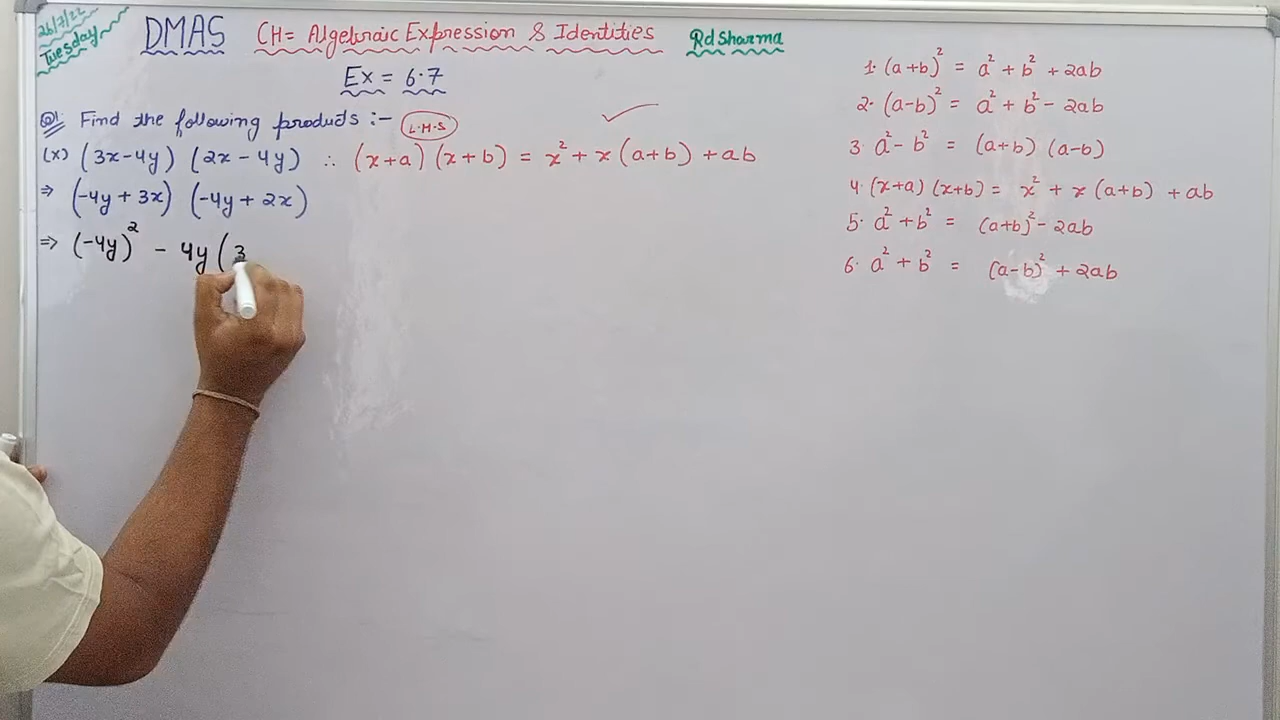 26/7/22
Tuesday
DMAS CH= Algebraic Expression & Identities Rd Sharma
Ex = 6.7
Q1. Find the following products :- L.H.S
(x) (3x-4y) (2x-4y) ∴ (x+a) (x+b) = x² + x(a+b) + ab
⇒ (-4y+3x) (-4y+2x)
⇒ (-4y)² - 4y(3
1. (a+b)² = a² + b² + 2ab
2. (a-b)² = a² + b² - 2ab
3. a² - b² = (a+b) (a-b)
4. (x+a) (x+b) = x² + x(a+b) + ab
5. a² + b² = (a+b)² - 2ab
6. a² + b² = (a-b)² + 2ab